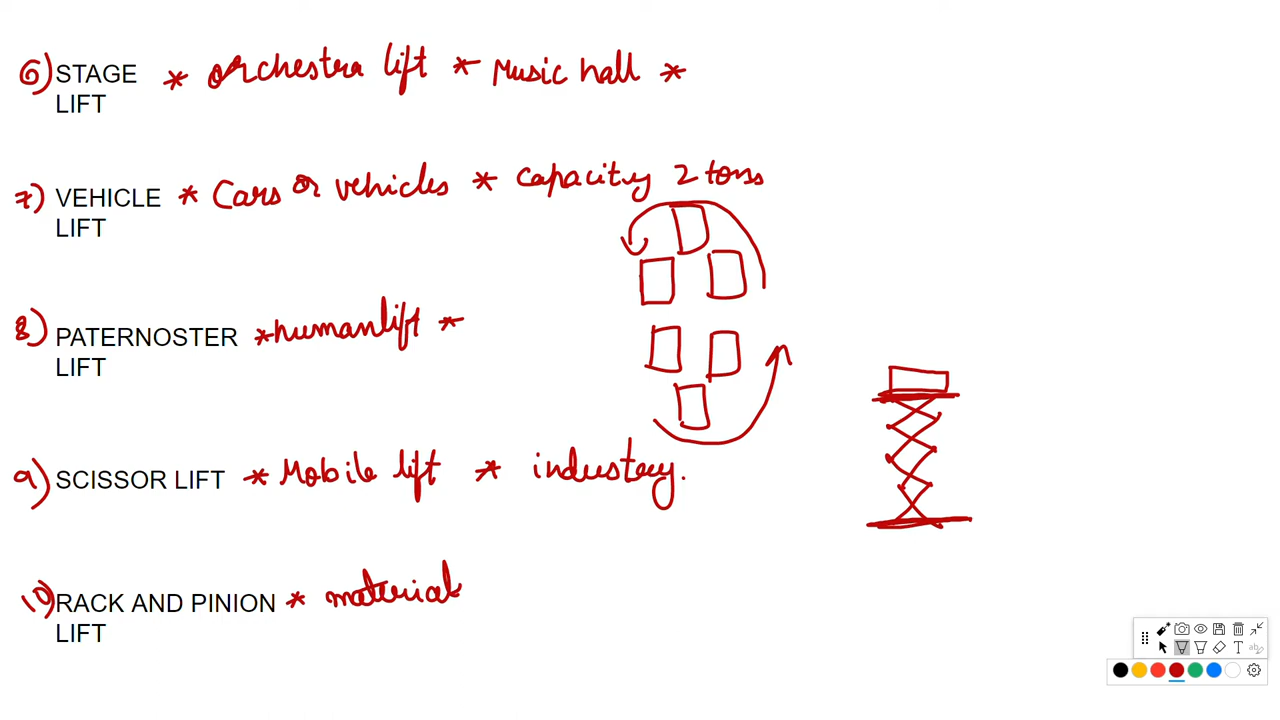 6) STAGE LIFT * orchestra lift * Music hall *
7) VEHICLE LIFT * Cars or vehicles * capacity 2 tons
8) PATERNOSTER LIFT * humanlift *
9) SCISSOR LIFT * Mobile lift * industery.
10) RACK AND PINION LIFT * material